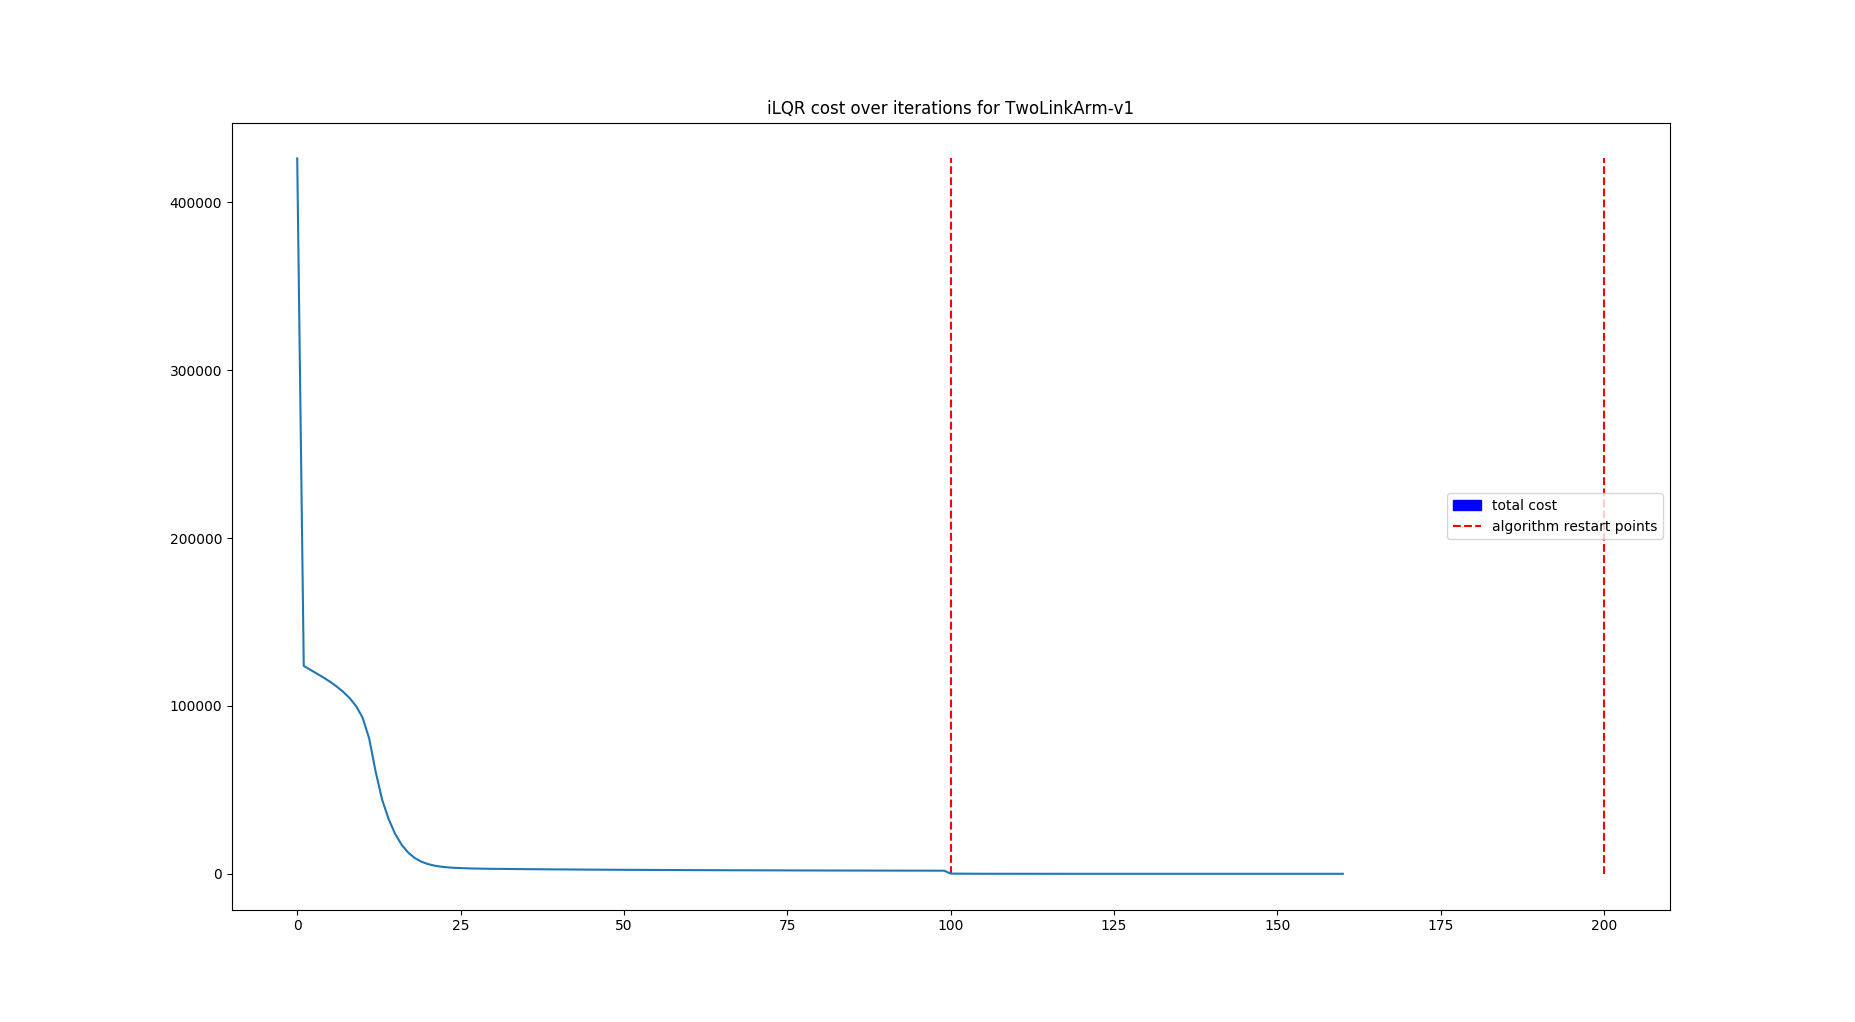 iLQR cost over iterations for TwoLinkArm-v1
400000
300000
200000
100000
0
total cost
algorithm restart points
0 25 50 75 100 125 150 175 200